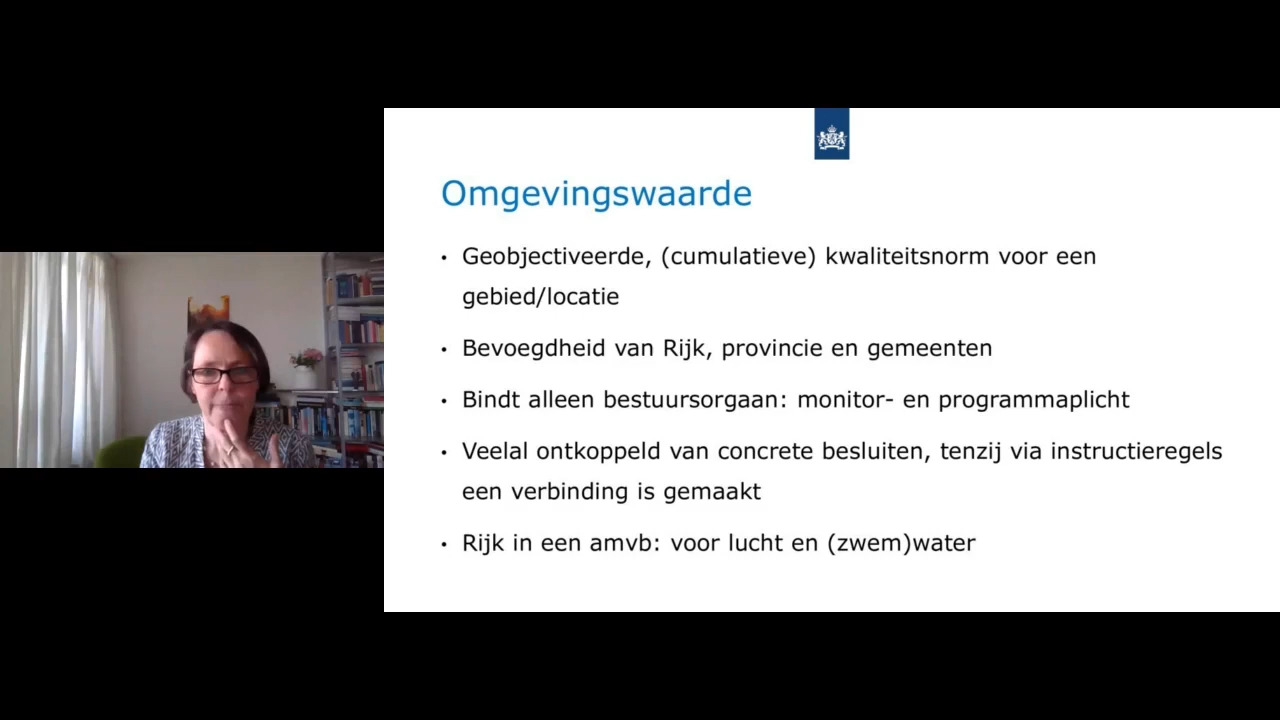 Omgevingswaarde
• Geobjectiveerde, (cumulatieve) kwaliteitsnorm voor een
gebied/locatie
• Bevoegdheid van Rijk, provincie en gemeenten
• Bindt alleen bestuursorgaan: monitor- en programmaplicht
• Veelal ontkoppeld van concrete besluiten, tenzij via instructieregels
een verbinding is gemaakt
• Rijk in een amvb: voor lucht en (zwem)water